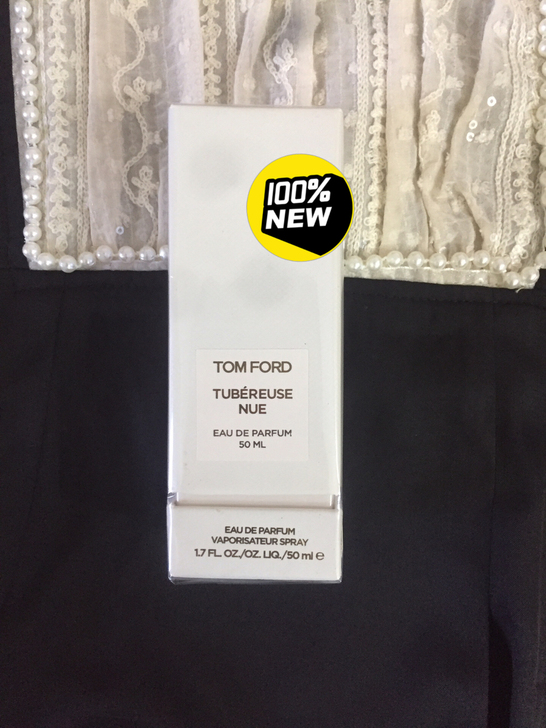 100%
NEW
TOM FORD
TUBÉREUSE
NUE
EAU DE PARFUM
50 ML
EAU DE PARFUM
VAPORISATEUR SPRAY
1.7 FL. OZ./OZ. LIQ./50 ml ℮